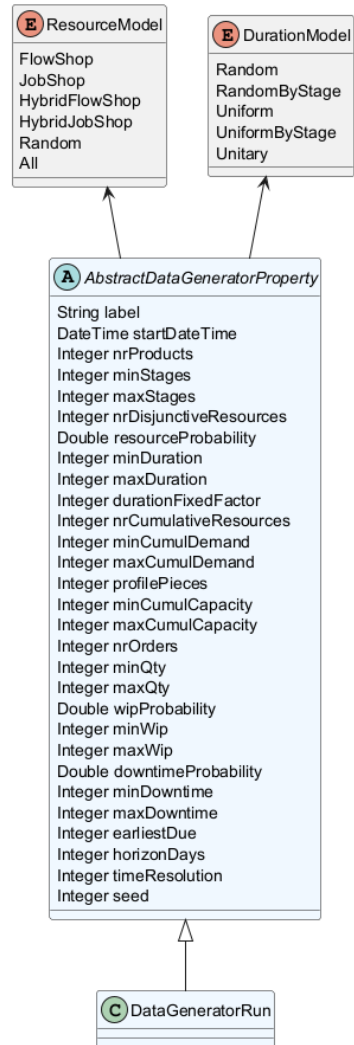 E ResourceModel
FlowShop
JobShop
HybridFlowShop
HybridJobShop
Random
All
E DurationModel
Random
RandomByStage
Uniform
UniformByStage
Unitary
A AbstractDataGeneratorProperty
String label
DateTime startDateTime
Integer nrProducts
Integer minStages
Integer maxStages
Integer nrDisjunctiveResources
Double resourceProbability
Integer minDuration
Integer maxDuration
Integer durationFixedFactor
Integer nrCumulativeResources
Integer minCumulDemand
Integer maxCumulDemand
Integer profilePieces
Integer minCumulCapacity
Integer maxCumulCapacity
Integer nrOrders
Integer minQty
Integer maxQty
Double wipProbability
Integer minWip
Integer maxWip
Double downtimeProbability
Integer minDowntime
Integer maxDowntime
Integer earliestDue
Integer horizonDays
Integer timeResolution
Integer seed
C DataGeneratorRun